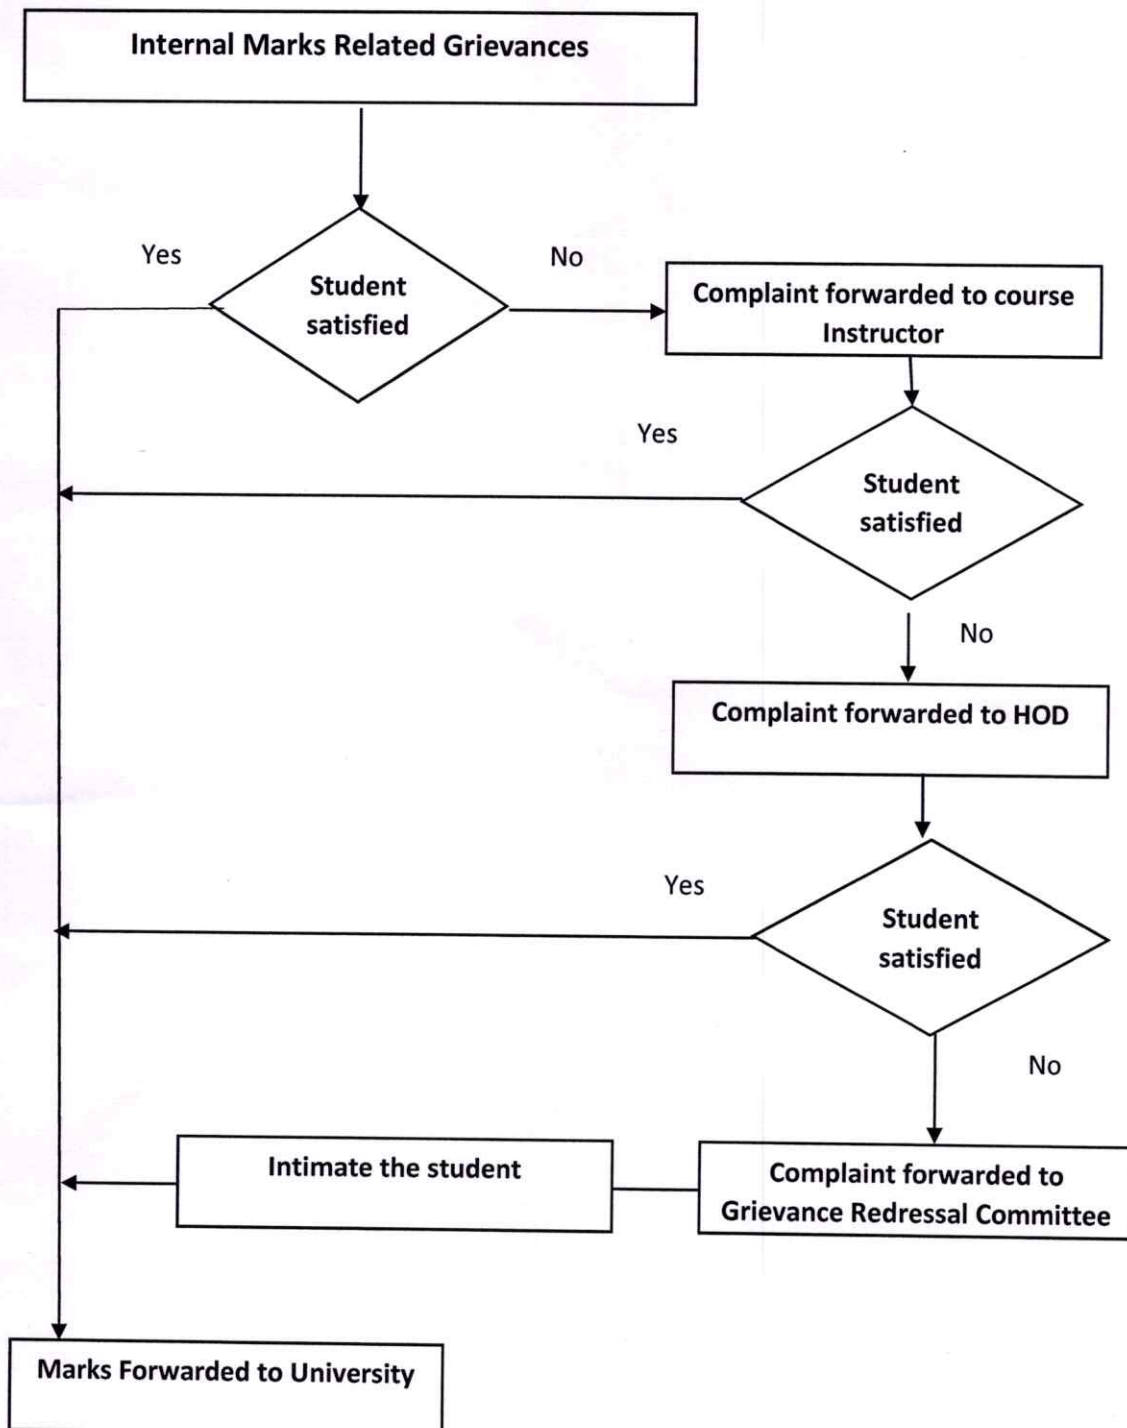 Internal Marks Related Grievances
Yes
No
Student
satisfied
Complaint forwarded to course
Instructor
Yes
Student
satisfied
No
Complaint forwarded to HOD
Yes
Student
satisfied
No
Intimate the student
Complaint forwarded to
Grievance Redressal Committee
Marks Forwarded to University